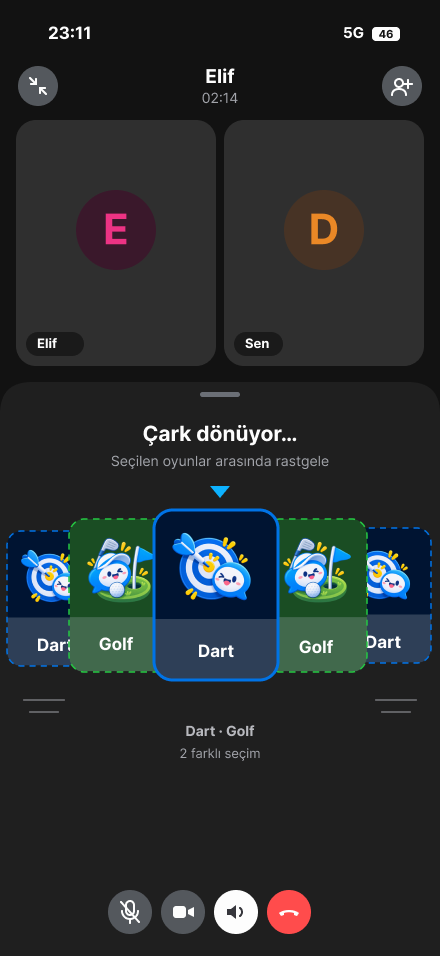 23:11
5G 46
Elif
02:14
E
D
Elif
Sen
Çark dönüyor...
Seçilen oyunlar arasında rastgele
Dart
Golf
Dart
Golf
Dart
Dart · Golf
2 farklı seçim